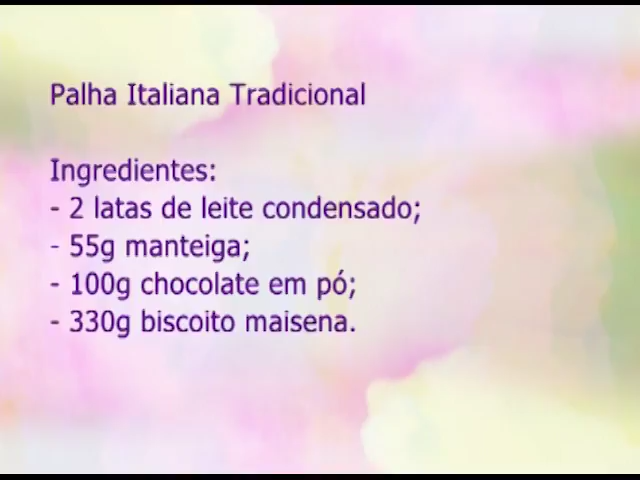 Palha Italiana Tradicional
Ingredientes:
- 2 latas de leite condensado;
- 55g manteiga;
- 100g chocolate em pó;
- 330g biscoito maisena.